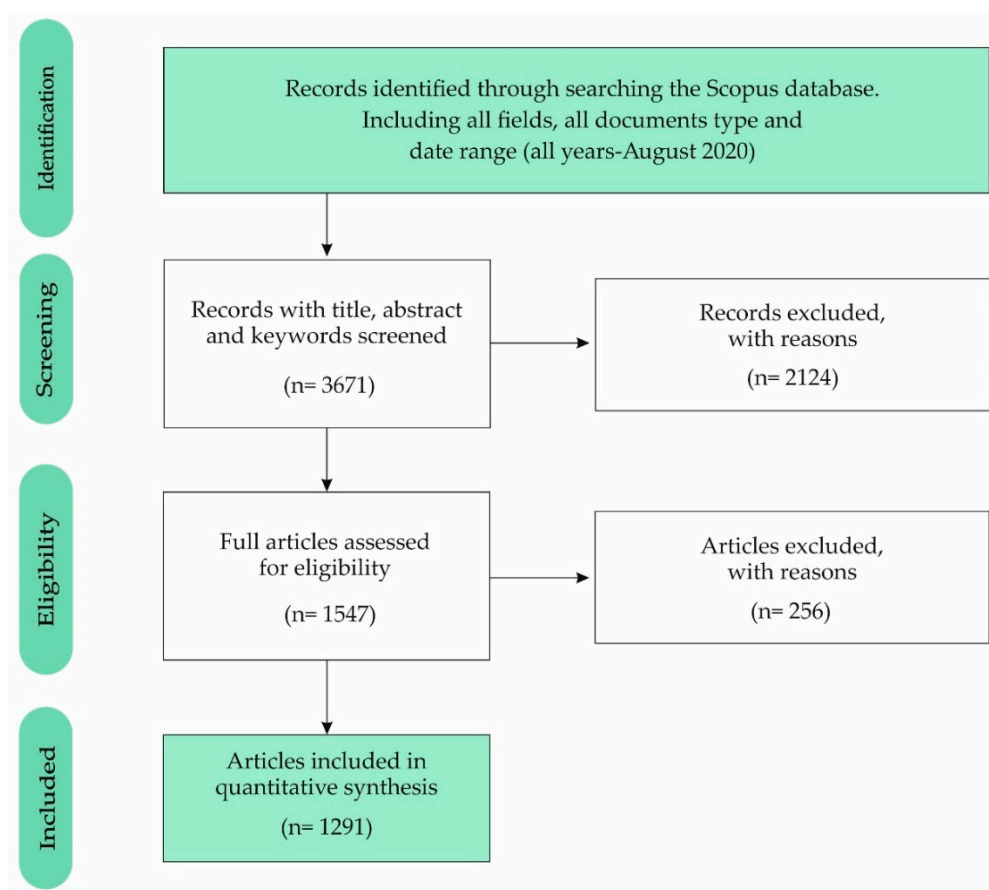 Identification
Records identified through searching the Scopus database.
Including all fields, all documents type and
date range (all years-August 2020)
Screening
Records with title, abstract
and keywords screened
(n= 3671)
Records excluded,
with reasons
(n= 2124)
Eligibility
Full articles assessed
for eligibility
(n= 1547)
Articles excluded,
with reasons
(n= 256)
Included
Articles included in
quantitative synthesis
(n= 1291)